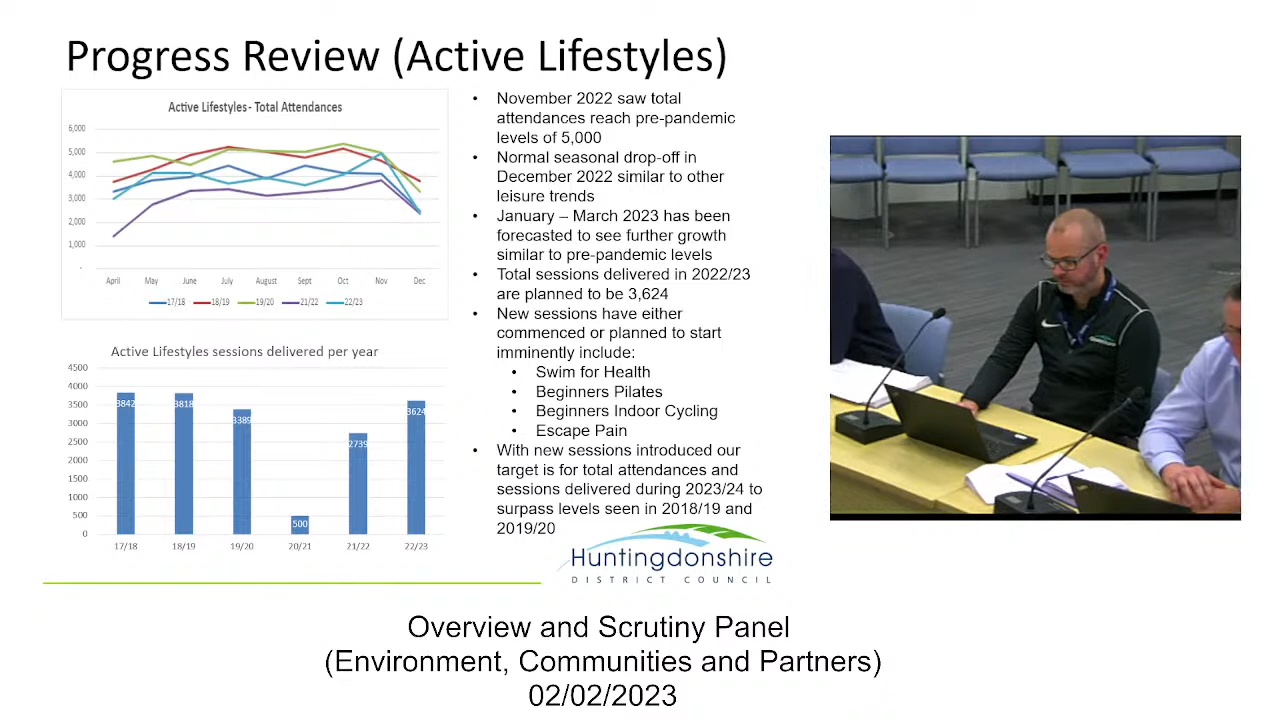 Progress Review (Active Lifestyles)
Active Lifestyles - Total Attendances
6,000
5,000
4,000
3,000
2,000
1,000
-
April May June July August Sept Oct Nov Dec
17/18 18/19 19/20 21/22 22/23
Active Lifestyles sessions delivered per year
4500
4000
3500
3000
2500
2000
1500
1000
500
0
3842 3818 3389 500 2739 3624
17/18 18/19 19/20 20/21 21/22 22/23
• November 2022 saw total
attendances reach pre-pandemic
levels of 5,000
• Normal seasonal drop-off in
December 2022 similar to other
leisure trends
• January – March 2023 has been
forecasted to see further growth
similar to pre-pandemic levels
• Total sessions delivered in 2022/23
are planned to be 3,624
• New sessions have either
commenced or planned to start
imminently include:
• Swim for Health
• Beginners Pilates
• Beginners Indoor Cycling
• Escape Pain
• With new sessions introduced our
target is for total attendances and
sessions delivered during 2023/24 to
surpass levels seen in 2018/19 and
2019/20
Huntingdonshire
DISTRICT COUNCIL
Overview and Scrutiny Panel
(Environment, Communities and Partners)
02/02/2023